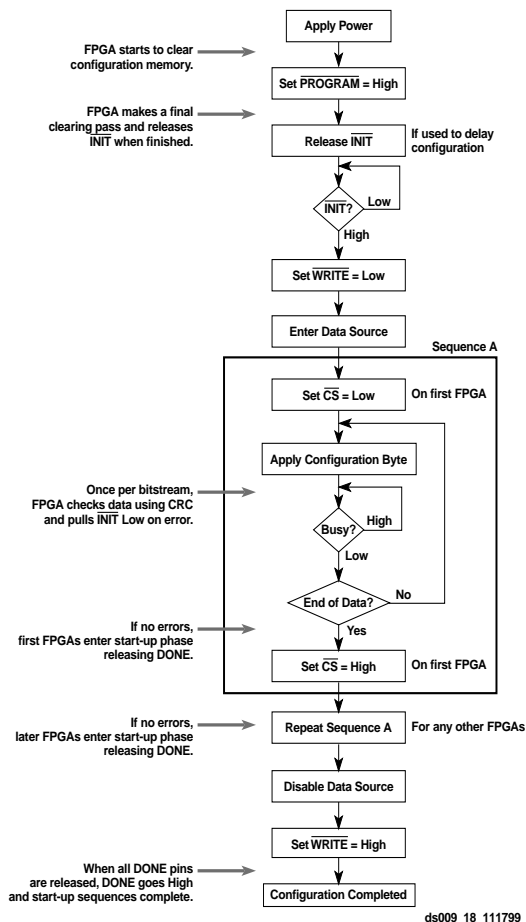 Apply Power
FPGA starts to clear
configuration memory.
Set PROGRAM = High
FPGA makes a final
clearing pass and releases
INIT when finished.
Release INIT
If used to delay
configuration
INIT?
Low
High
Set WRITE = Low
Enter Data Source
Sequence A
Set CS = Low
On first FPGA
Apply Configuration Byte
Once per bitstream,
FPGA checks data using CRC
and pulls INIT Low on error.
Busy?
High
Low
End of Data?
No
Yes
If no errors,
first FPGAs enter start-up phase
releasing DONE.
Set CS = High
On first FPGA
If no errors,
later FPGAs enter start-up phase
releasing DONE.
Repeat Sequence A
For any other FPGAs
Disable Data Source
Set WRITE = High
When all DONE pins
are released, DONE goes High
and start-up sequences complete.
Configuration Completed
ds009_18_111799